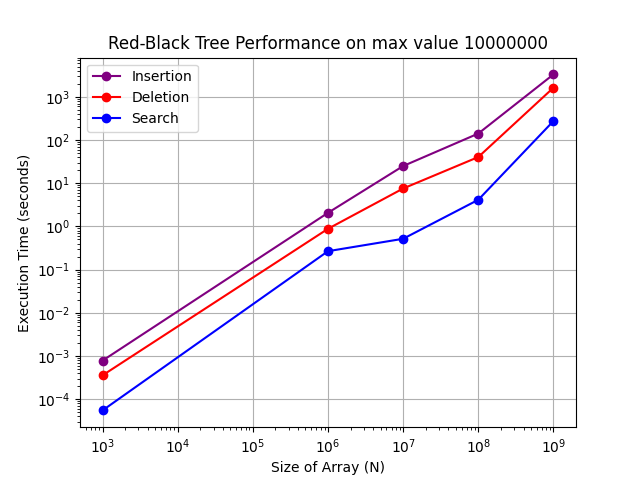 Red-Black Tree Performance on max value 10000000
Insertion
Deletion
Search
Execution Time (seconds)
10³
10²
10¹
10⁰
10⁻¹
10⁻²
10⁻³
10⁻⁴
10³ 10⁴ 10⁵ 10⁶ 10⁷ 10⁸ 10⁹
Size of Array (N)